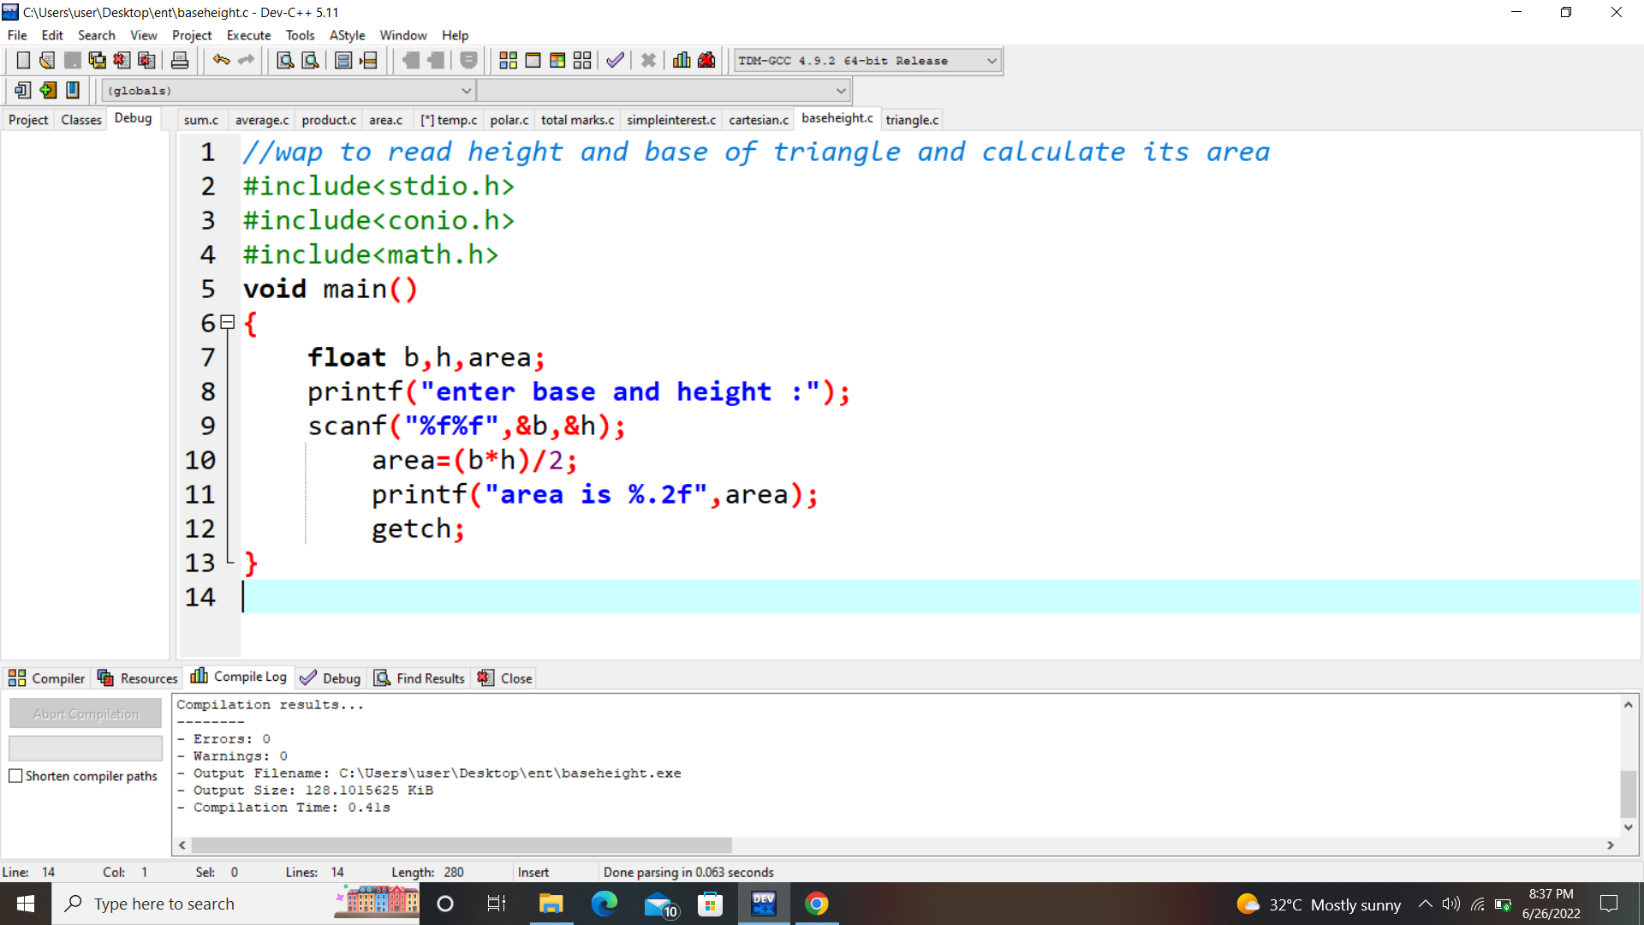 C:\Users\user\Desktop\ent\baseheight.c - Dev-C++ 5.11
File Edit Search View Project Execute Tools AStyle Window Help
TDM-GCC 4.9.2 64-bit Release
(globals)
Project Classes Debug
sum.c average.c product.c area.c [*] temp.c polar.c total marks.c simpleinterest.c cartesian.c baseheight.c triangle.c
1 //wap to read height and base of triangle and calculate its area
2 #include<stdio.h>
3 #include<conio.h>
4 #include<math.h>
5 void main()
6 {
7 float b,h,area;
8 printf("enter base and height :");
9 scanf("%f%f",&b,&h);
10 area=(b*h)/2;
11 printf("area is %.2f",area);
12 getch;
13 }
14
Compiler Resources Compile Log Debug Find Results Close
Abort Compilation
Shorten compiler paths
Compilation results...
--------
- Errors: 0
- Warnings: 0
- Output Filename: C:\Users\user\Desktop\ent\baseheight.exe
- Output Size: 128.1015625 KiB
- Compilation Time: 0.41s
Line: 14 Col: 1 Sel: 0 Lines: 14 Length: 280 Insert Done parsing in 0.063 seconds
Type here to search
10
DEV
32°C Mostly sunny
8:37 PM
6/26/2022